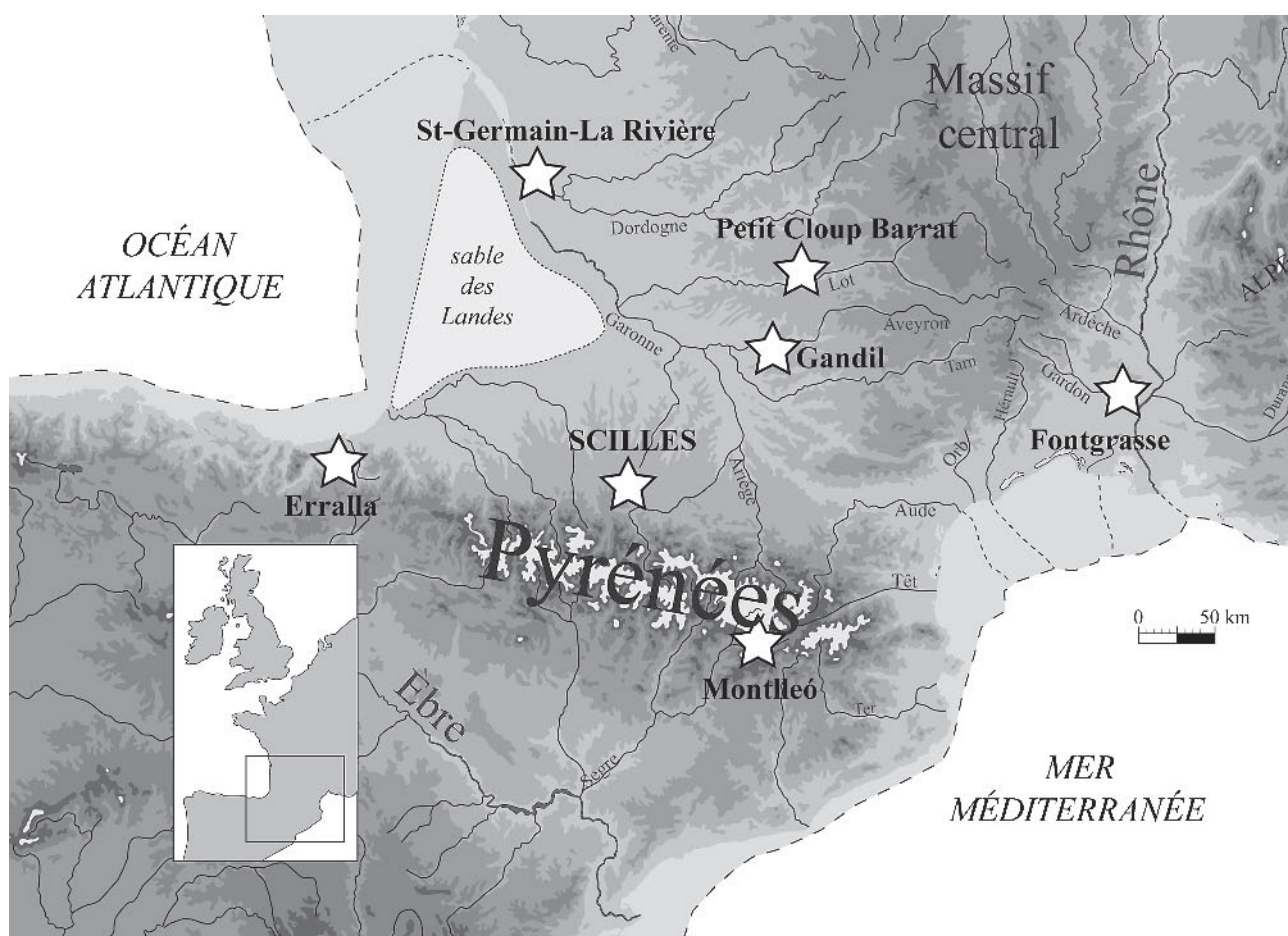 Massif
central
St-Germain-La Rivière
Rhône
Dordogne
Petit Cloup Barrat
OCÉAN
ATLANTIQUE
sable
des
Landes
Lot
ALPES
Garonne
Aveyron
Ardèche
Gandil
Tarn
Hérault
Gardon
SCILLES
Orb
Fontgrasse
Ariège
Erralla
Aude
Pyrénées
Têt
0 50 km
Montlleó
Èbre
Ter
Segre
MER
MÉDITERRANÉE